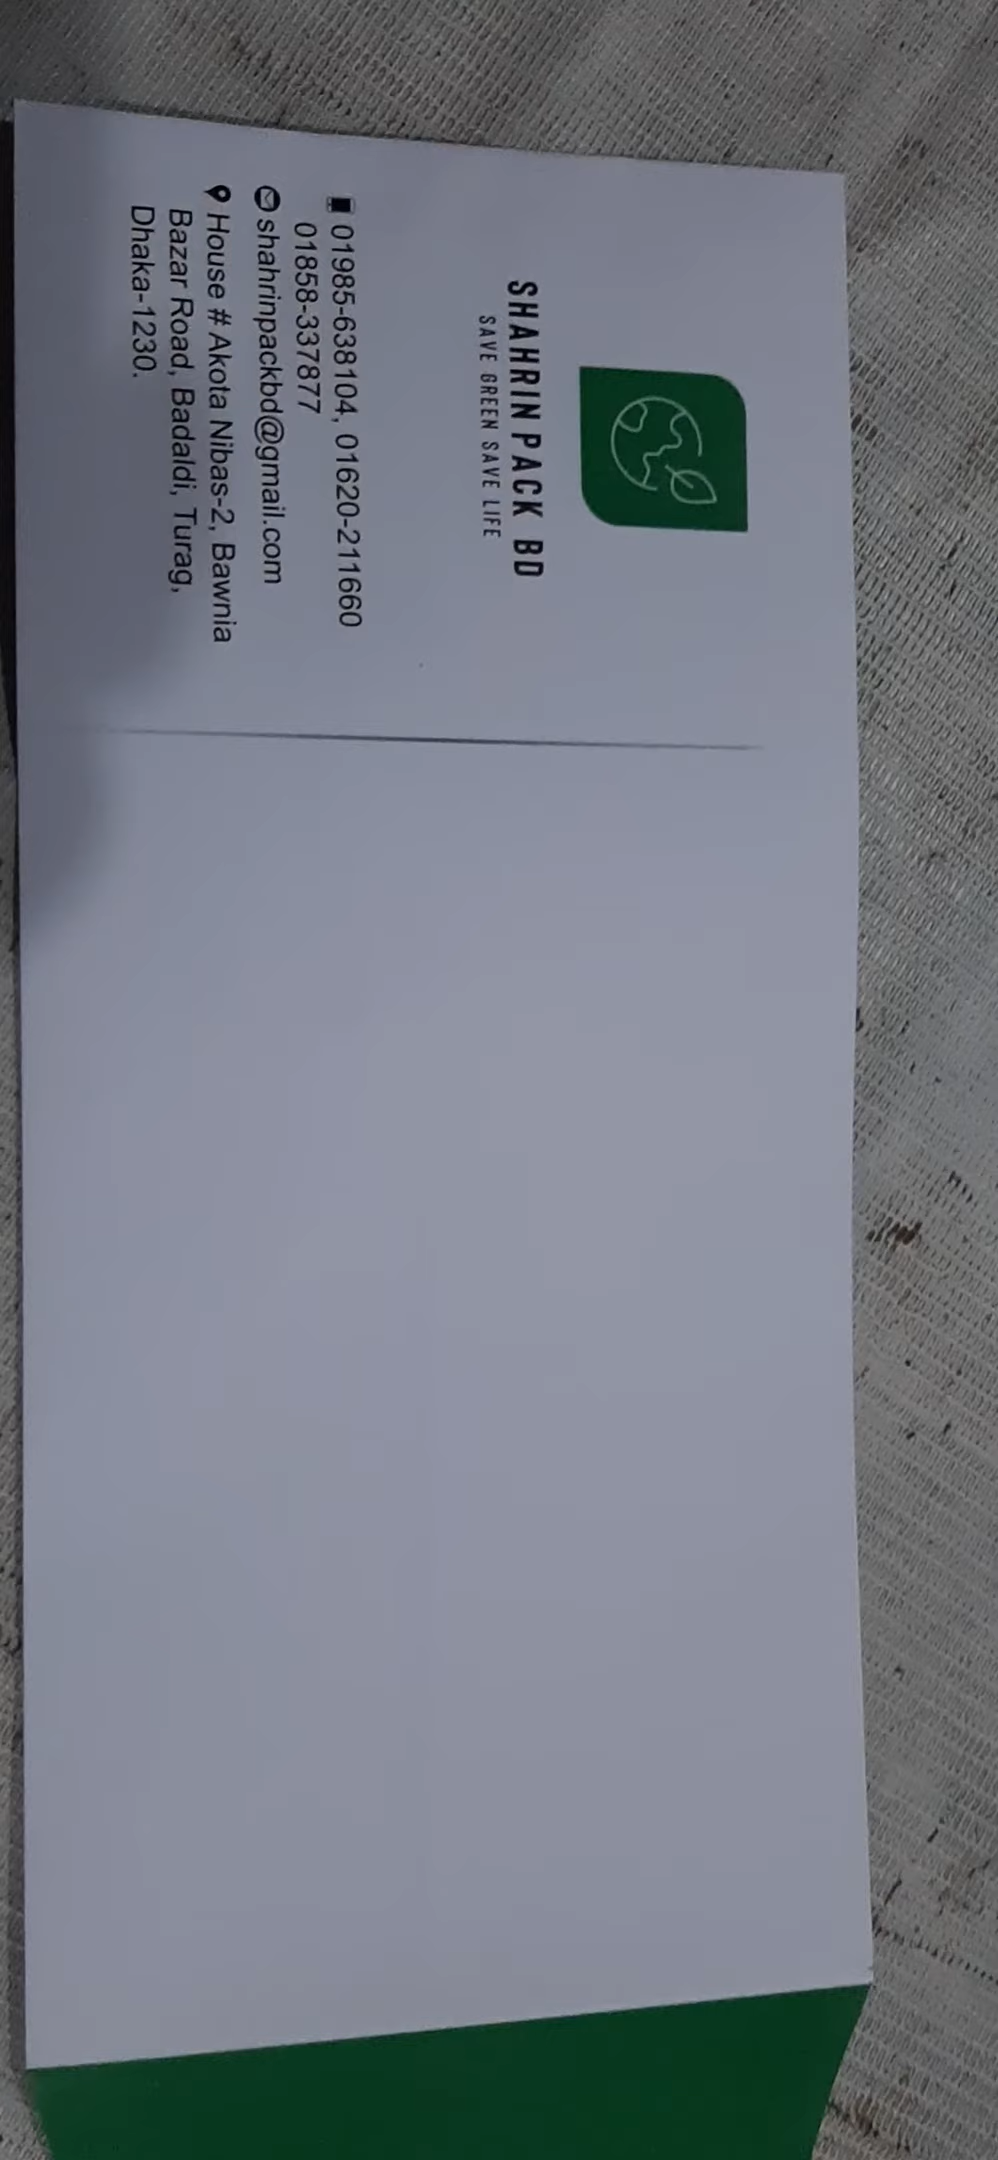 SHAHRIN PACK BD
SAVE GREEN SAVE LIFE
01985-638104, 01620-211660
01858-337877
shahrinpackbd@gmail.com
House # Akota Nibas-2, Bawnia
Bazar Road, Badaldi, Turag,
Dhaka-1230.